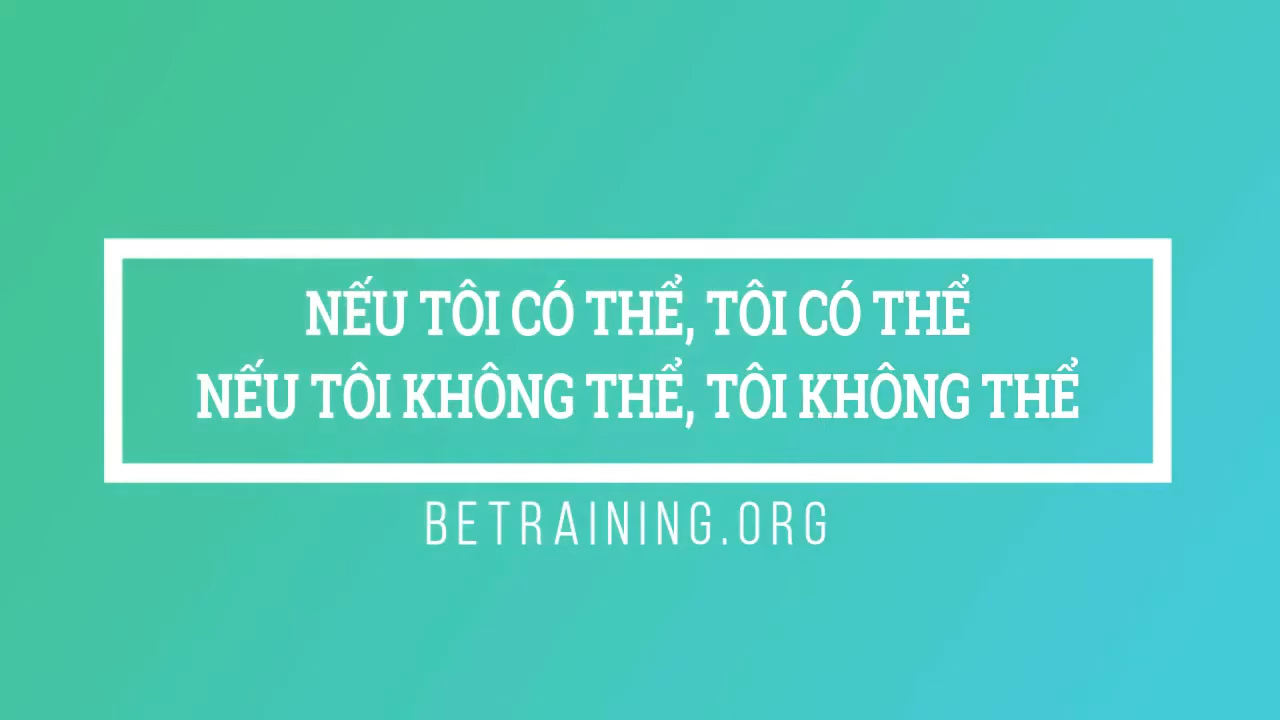 NẾU TÔI CÓ THỂ, TÔI CÓ THỂ
NẾU TÔI KHÔNG THỂ, TÔI KHÔNG THỂ
BETRAINING.ORG